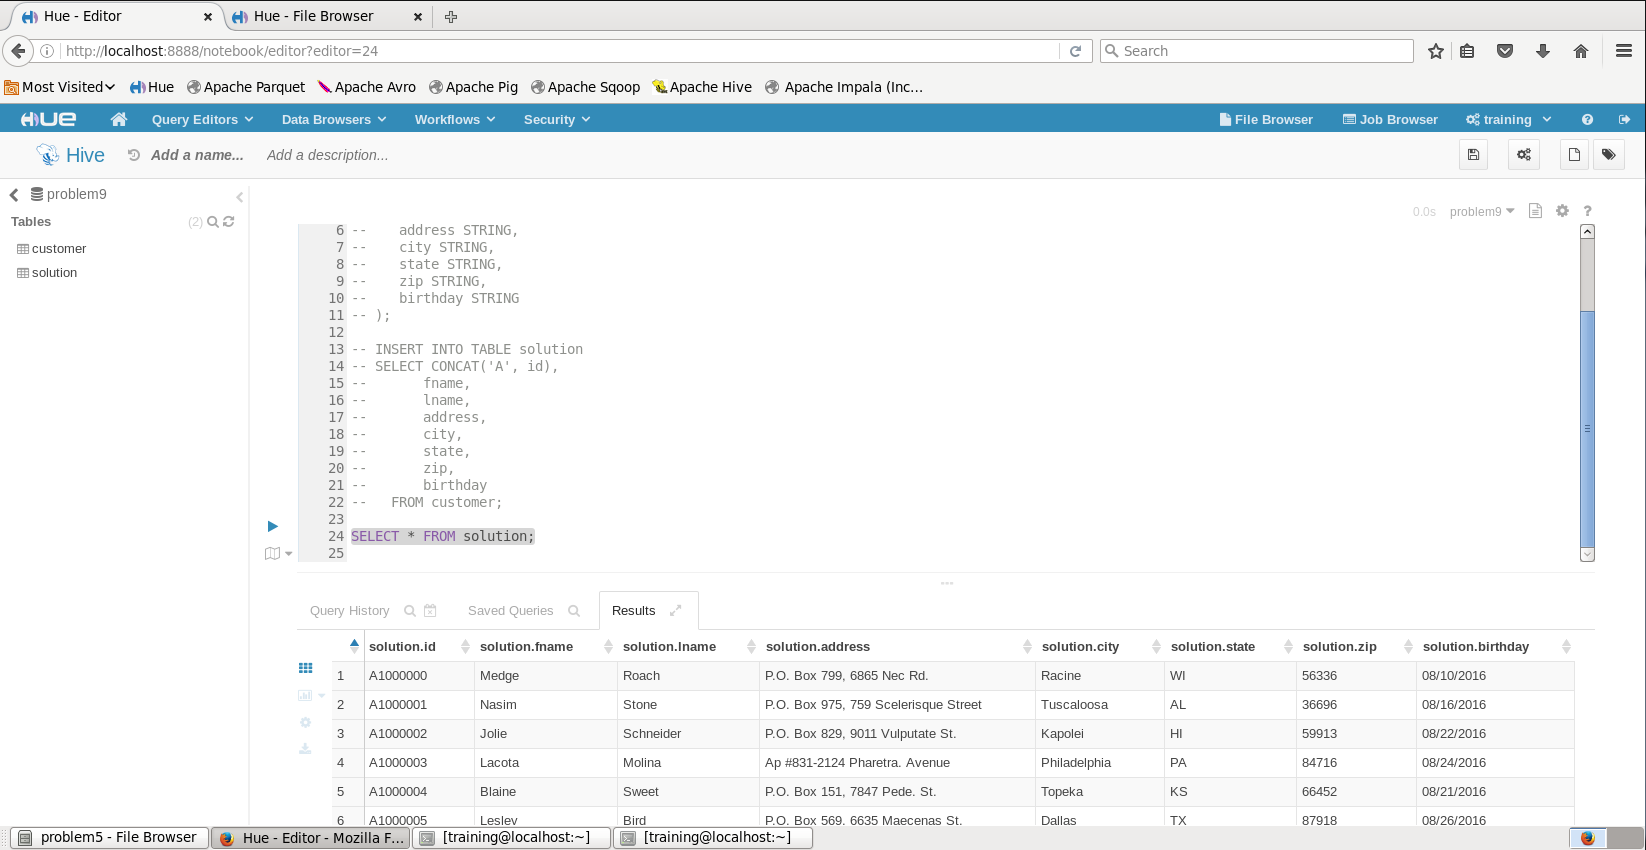 Hue - Editor
Hue - File Browser
http://localhost:8888/notebook/editor?editor=24
Search
Most Visited Hue Apache Parquet Apache Avro Apache Pig Apache Sqoop Apache Hive Apache Impala (Inc...
HUE Query Editors Data Browsers Workflows Security File Browser Job Browser training
Hive Add a name... Add a description...
problem9
Tables (2)
customer
solution
0.0s problem9 ?
6 --    address STRING,
7 --    city STRING,
8 --    state STRING,
9 --    zip STRING,
10 --    birthday STRING
11 -- );
12
13 -- INSERT INTO TABLE solution
14 -- SELECT CONCAT('A', id),
15 --       fname,
16 --       lname,
17 --       address,
18 --       city,
19 --       state,
20 --       zip,
21 --       birthday
22 --   FROM customer;
23
24 SELECT * FROM solution;
25
Query History Saved Queries Results
solution.id solution.fname solution.lname solution.address solution.city solution.state solution.zip solution.birthday
1 A1000000 Medge Roach P.O. Box 799, 6865 Nec Rd. Racine WI 56336 08/10/2016
2 A1000001 Nasim Stone P.O. Box 975, 759 Scelerisque Street Tuscaloosa AL 36696 08/16/2016
3 A1000002 Jolie Schneider P.O. Box 829, 9011 Vulputate St. Kapolei HI 59913 08/22/2016
4 A1000003 Lacota Molina Ap #831-2124 Pharetra. Avenue Philadelphia PA 84716 08/24/2016
5 A1000004 Blaine Sweet P.O. Box 151, 7847 Pede. St. Topeka KS 66452 08/21/2016
6 A1000005 Lesley Bird P.O. Box 569, 6635 Maecenas St. Dallas TX 87918 08/26/2016
problem5 - File Browser
Hue - Editor - Mozilla F...
[training@localhost:~]
[training@localhost:~]